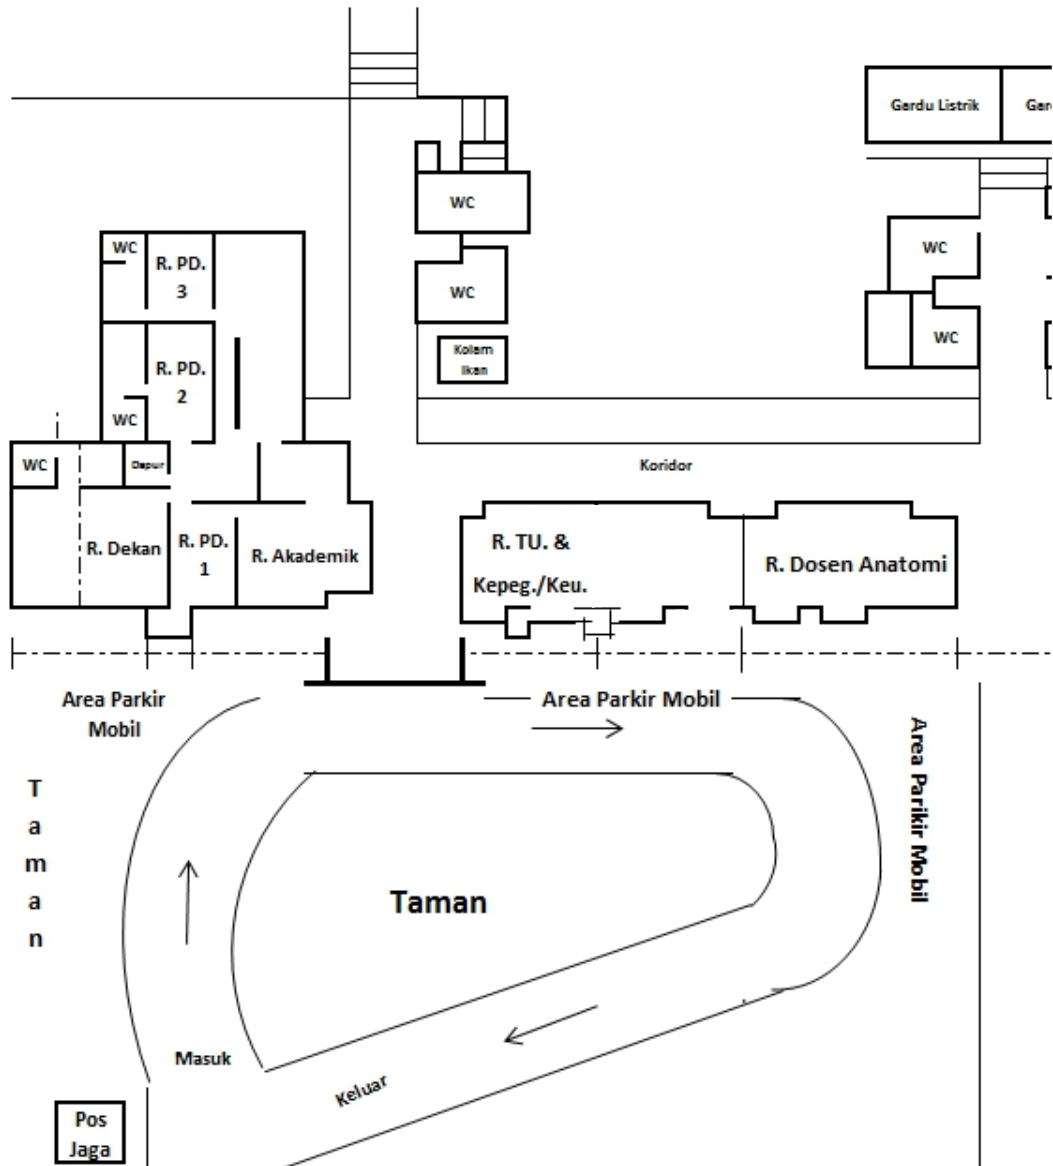 Gardu Listrik
WC
WC
R. PD.
3
WC
WC
WC
Kolam
Ikan
R. PD.
2
WC
WC
Dapur
Koridor
R. Dekan
R. PD.
1
R. Akademik
R. TU. &
Kepeg./Keu.
R. Dosen Anatomi
Area Parkir
Mobil
Area Parkir Mobil
Area Parikir Mobil
T
a
m
a
n
Taman
Masuk
Keluar
Pos
Jaga